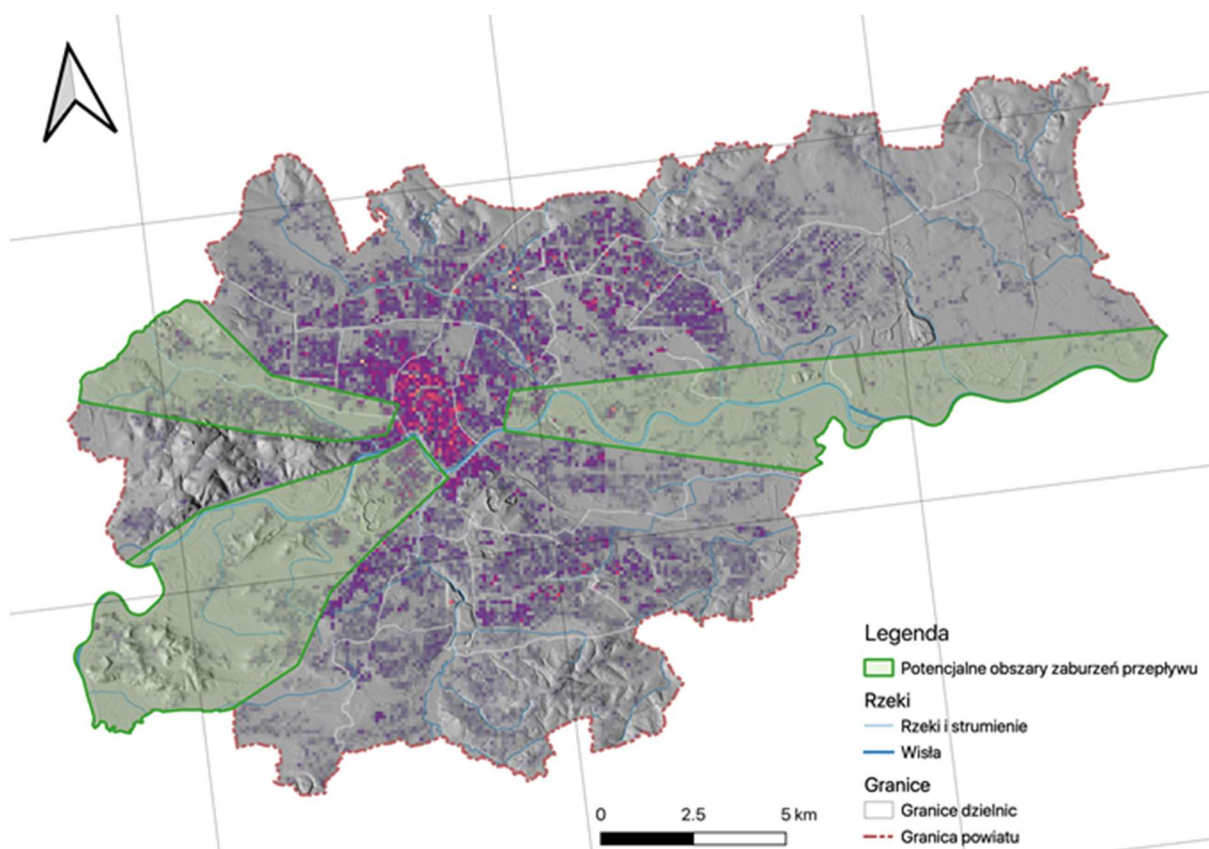 Legenda
Potencjalne obszary zaburzeń przepływu
Rzeki
Rzeki i strumienie
Wisła
Granice
Granice dzielnic
Granica powiatu
0 2.5 5 km